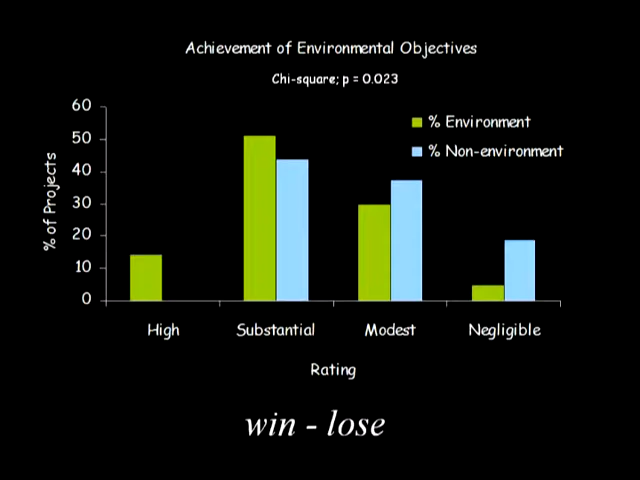 Achievement of Environmental Objectives
Chi-square; p = 0.023
60
50
40
30
20
10
0
% of Projects
% Environment
% Non-environment
High Substantial Modest Negligible
Rating
win - lose